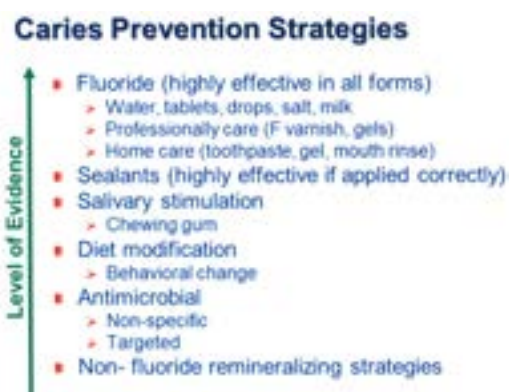 Caries Prevention Strategies
Level of Evidence
Fluoride (highly effective in all forms)
Water, tablets, drops, salt, milk
Professionally care (F varnish, gels)
Home care (toothpaste, gel, mouth rinse)
Sealants (highly effective if applied correctly)
Salivary stimulation
Chewing gum
Diet modification
Behavioral change
Antimicrobial
Non-specific
Targeted
Non- fluoride remineralizing strategies